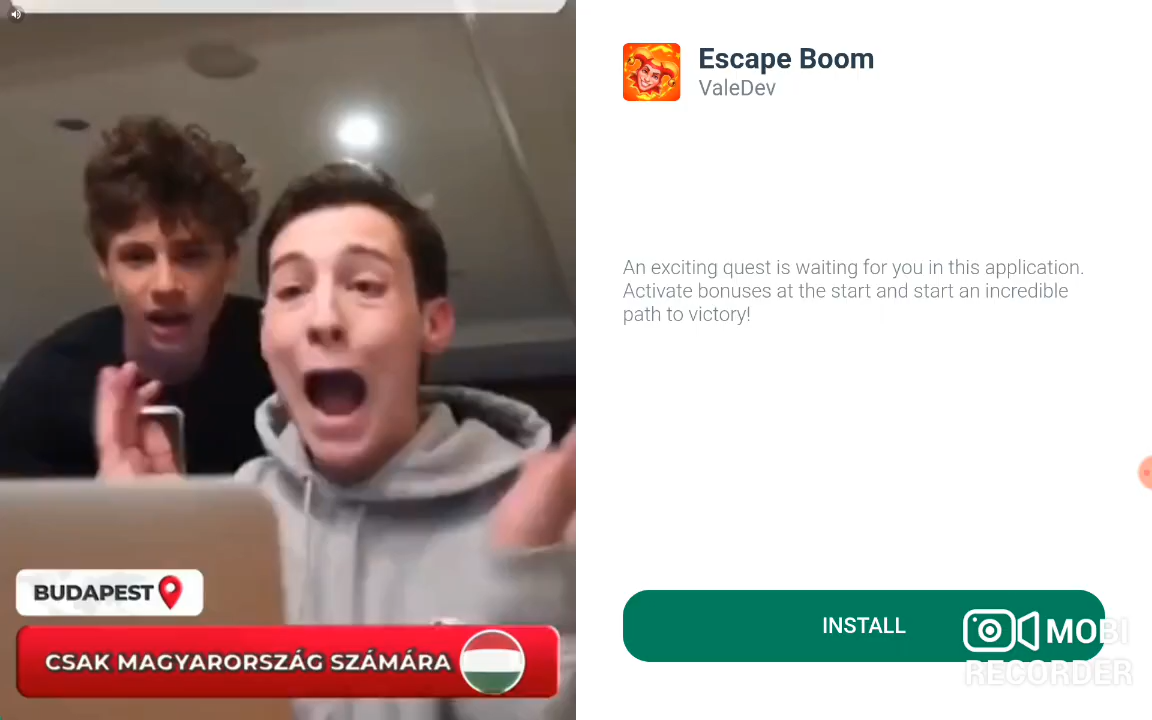 BUDAPEST
CSAK MAGYARORSZÁG SZÁMÁRA
Escape Boom
ValeDev
An exciting quest is waiting for you in this application.
Activate bonuses at the start and start an incredible
path to victory!
INSTALL
MOBI
RECORDER